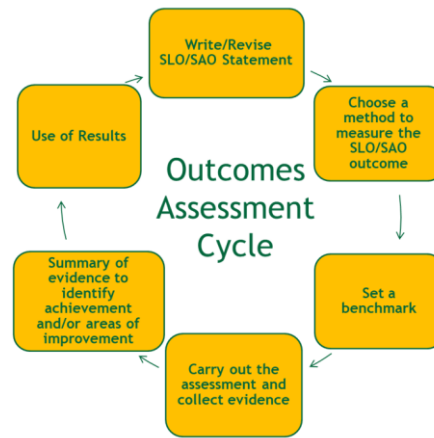 Write/Revise
SLO/SAO Statement
Choose a
method to
measure the
SLO/SAO
outcome
Set a
benchmark
Carry out the
assessment and
collect evidence
Summary of
evidence to
identify
achievement
and/or areas of
improvement
Use of Results
Outcomes
Assessment
Cycle